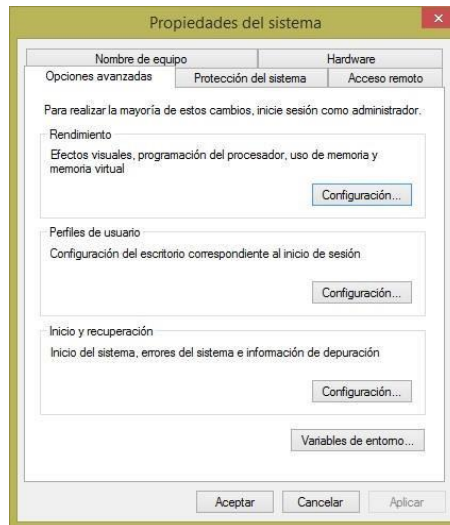 Propiedades del sistema
Nombre de equipo
Hardware
Opciones avanzadas
Protección del sistema
Acceso remoto
Para realizar la mayoría de estos cambios, inicie sesión como administrador.
Rendimiento
Efectos visuales, programación del procesador, uso de memoria y
memoria virtual
Configuración...
Perfiles de usuario
Configuración del escritorio correspondiente al inicio de sesión
Configuración...
Inicio y recuperación
Inicio del sistema, errores del sistema e información de depuración
Configuración...
Variables de entorno...
Aceptar
Cancelar
Aplicar